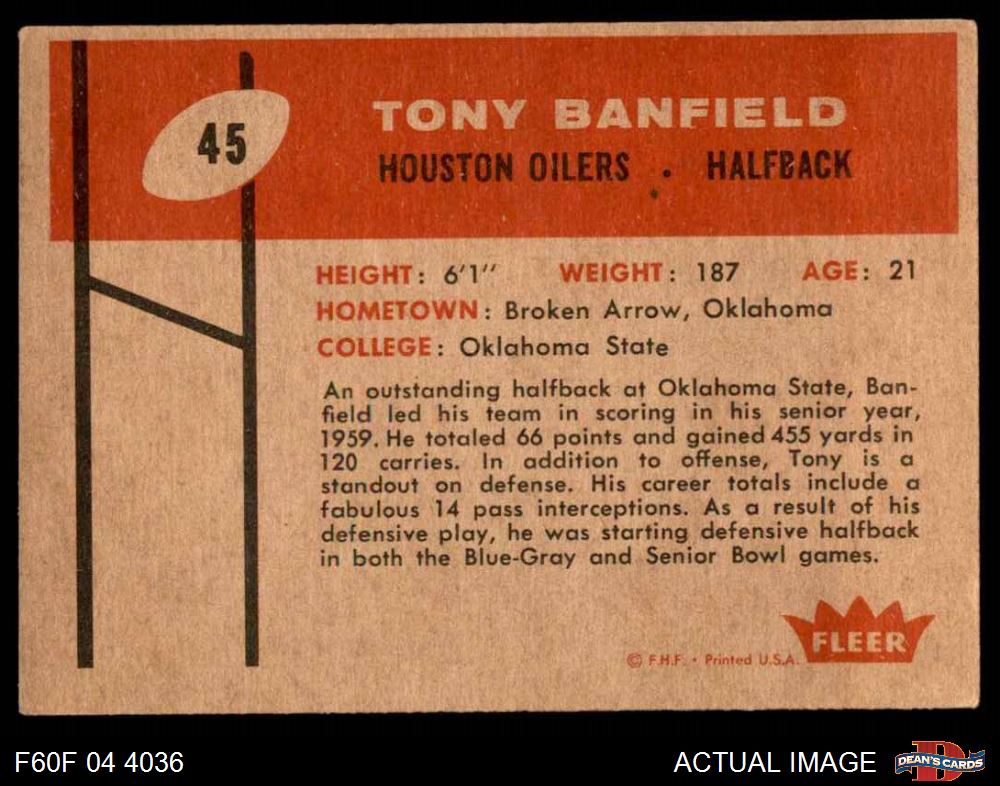 45
TONY BANFIELD
HOUSTON OILERS . HALFBACK
HEIGHT: 6'1" WEIGHT: 187 AGE: 21
HOMETOWN: Broken Arrow, Oklahoma
COLLEGE: Oklahoma State
An outstanding halfback at Oklahoma State, Ban-
field led his team in scoring in his senior year,
1959. He totaled 66 points and gained 455 yards in
120 carries. In addition to offense, Tony is a
standout on defense. His career totals include a
fabulous 14 pass interceptions. As a result of his
defensive play, he was starting defensive halfback
in both the Blue-Gray and Senior Bowl games.
FLEER
© F.H.F. • Printed U.S.A.
F60F 04 4036 ACTUAL IMAGE D DEAN'S CARDS